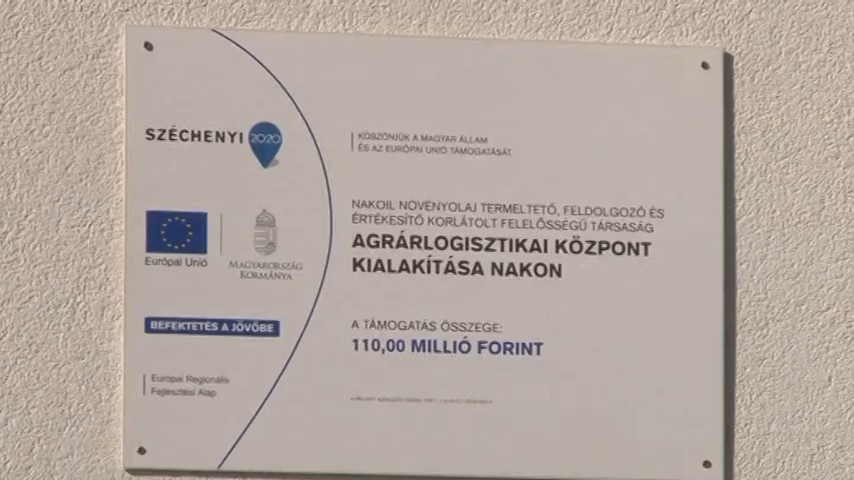 SZÉCHENYI 2020
Európai Unió
MAGYARORSZÁG
KORMÁNYA
BEFEKTETÉS A JÖVŐBE
Európai Regionális
Fejlesztési Alap
KÖSZÖNJÜK A MAGYAR ÁLLAM
ÉS AZ EURÓPAI UNIÓ TÁMOGATÁSÁT.
NAKOIL NÖVÉNYOLAJ TERMELTETŐ, FELDOLGOZÓ ÉS
ÉRTÉKESÍTŐ KORLÁTOLT FELELŐSSÉGŰ TÁRSASÁG
AGRÁRLOGISZTIKAI KÖZPONT
KIALAKÍTÁSA NAKON
A TÁMOGATÁS ÖSSZEGE:
110,00 MILLIÓ FORINT